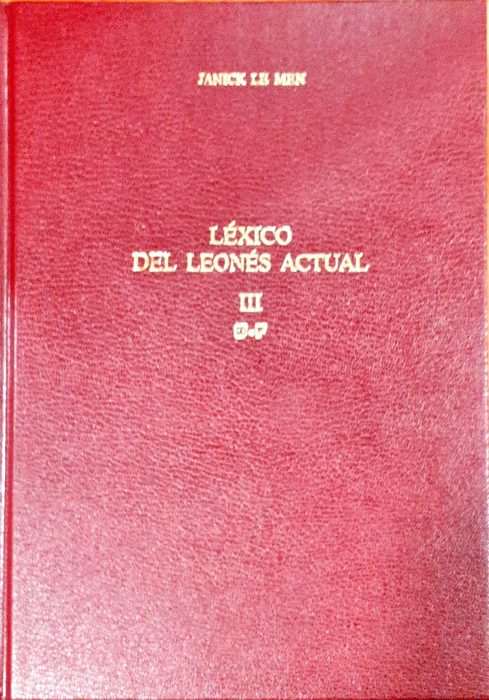 JANICK LE MEN
LÉXICO
DEL LEONÉS ACTUAL
III